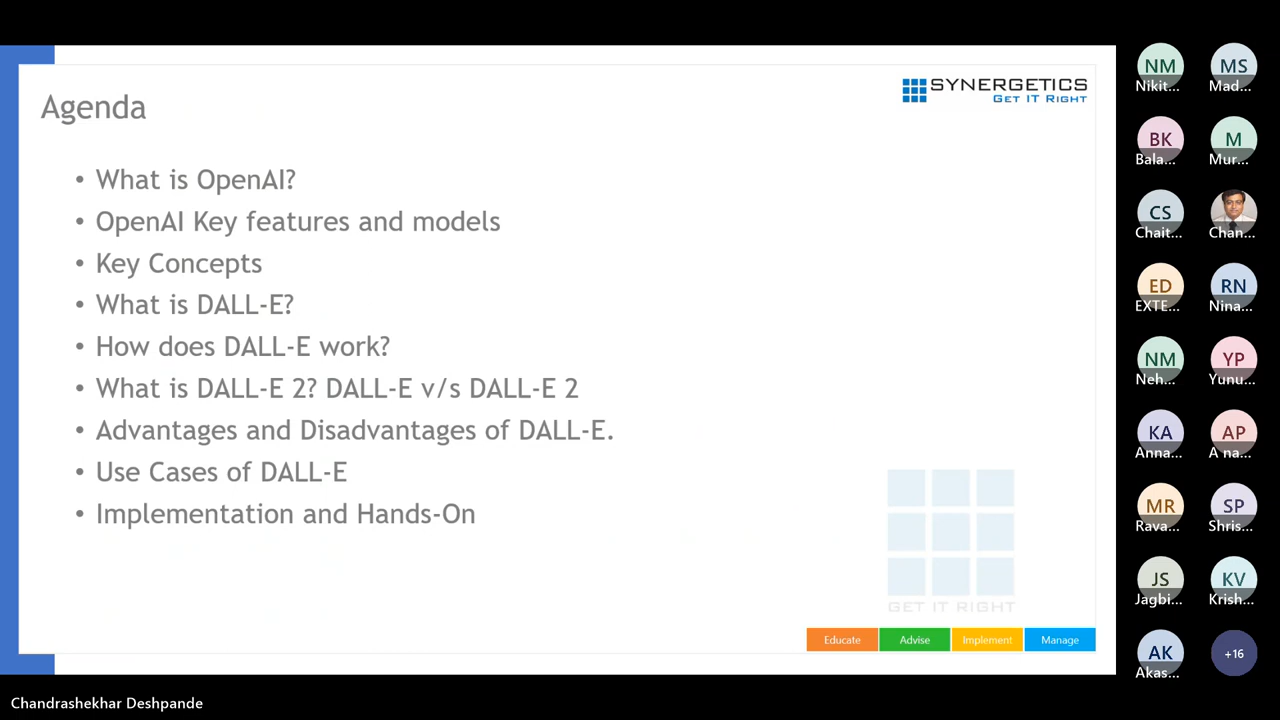 SYNERGETICS
GET IT RIGHT
Agenda
• What is OpenAI?
• OpenAI Key features and models
• Key Concepts
• What is DALL-E?
• How does DALL-E work?
• What is DALL-E 2? DALL-E v/s DALL-E 2
• Advantages and Disadvantages of DALL-E.
• Use Cases of DALL-E
• Implementation and Hands-On
GET IT RIGHT
Educate Advise Implement Manage
NM MS
Nikit... Mad...
BK M
Bala... Mur...
CS
Chait... Chan...
ED RN
EXTE... Nina...
NM YP
Neh... Yunu...
KA AP
Anna... A na...
MR SP
Rava... Shris...
JS KV
Jagbi... Krish...
AK +16
Akas...
Chandrashekhar Deshpande